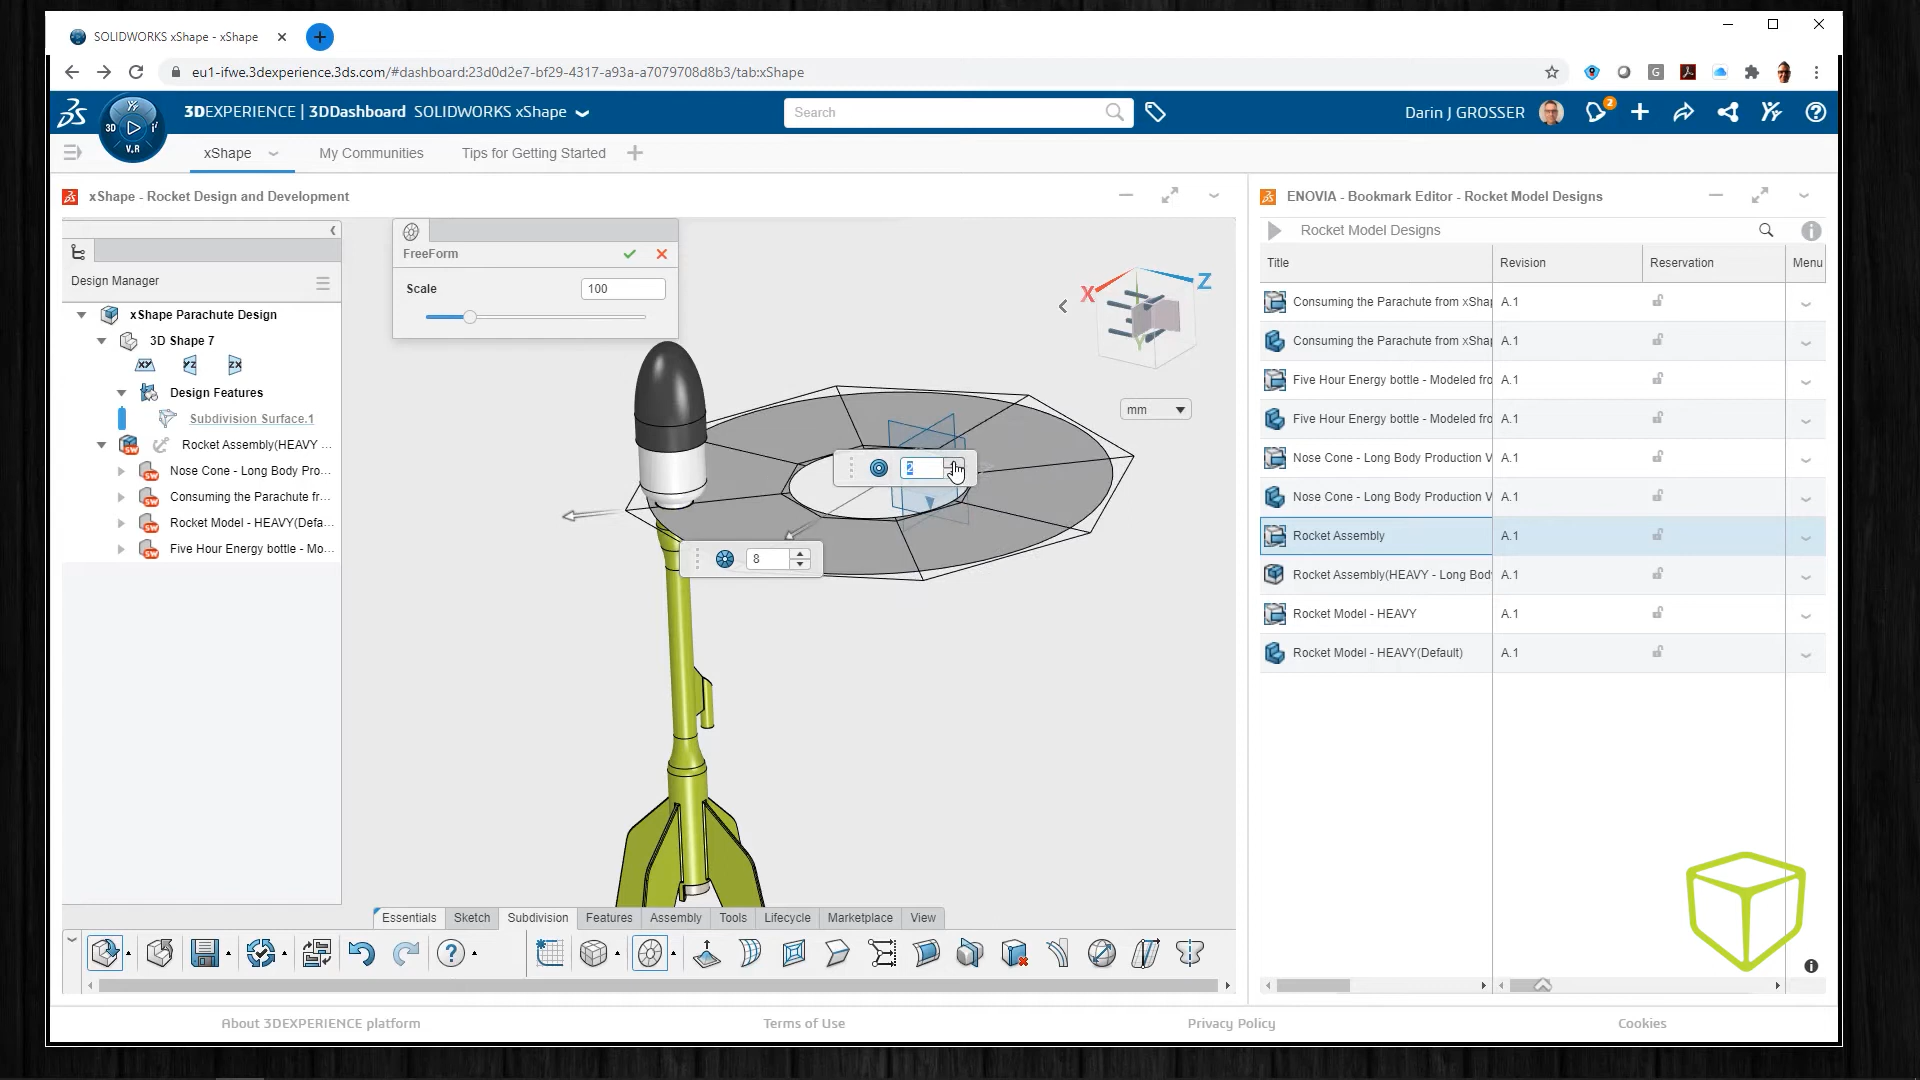 SOLIDWORKS xShape - xShape
eu1-ifwe.3dexperience.3ds.com/#dashboard:23d0d2e7-bf29-4317-a93a-a7079708d8b3/tab:xShape
G
3D
V.R
3DEXPERIENCE | 3DDashboard SOLIDWORKS xShape
Search
Darin J GROSSER
2
xShape
My Communities
Tips for Getting Started
xShape - Rocket Design and Development
ENOVIA - Bookmark Editor - Rocket Model Designs
Design Manager
xShape Parachute Design
3D Shape 7
XY
YZ
ZX
Design Features
Subdivision Surface.1
Rocket Assembly(HEAVY ...
Nose Cone - Long Body Pro...
Consuming the Parachute fr...
Rocket Model - HEAVY(Defa...
Five Hour Energy bottle - Mo...
FreeForm
Scale
100
X
Z
Y
mm
2
8
Rocket Model Designs
Title
Revision
Reservation
Menu
Consuming the Parachute from xShap
A.1
Consuming the Parachute from xShap
A.1
Five Hour Energy bottle - Modeled fro
A.1
Five Hour Energy bottle - Modeled fro
A.1
Nose Cone - Long Body Production V
A.1
Nose Cone - Long Body Production V
A.1
Rocket Assembly
A.1
Rocket Assembly(HEAVY - Long Body
A.1
Rocket Model - HEAVY
A.1
Rocket Model - HEAVY(Default)
A.1
Essentials
Sketch
Subdivision
Features
Assembly
Tools
Lifecycle
Marketplace
View
About 3DEXPERIENCE platform
Terms of Use
Privacy Policy
Cookies